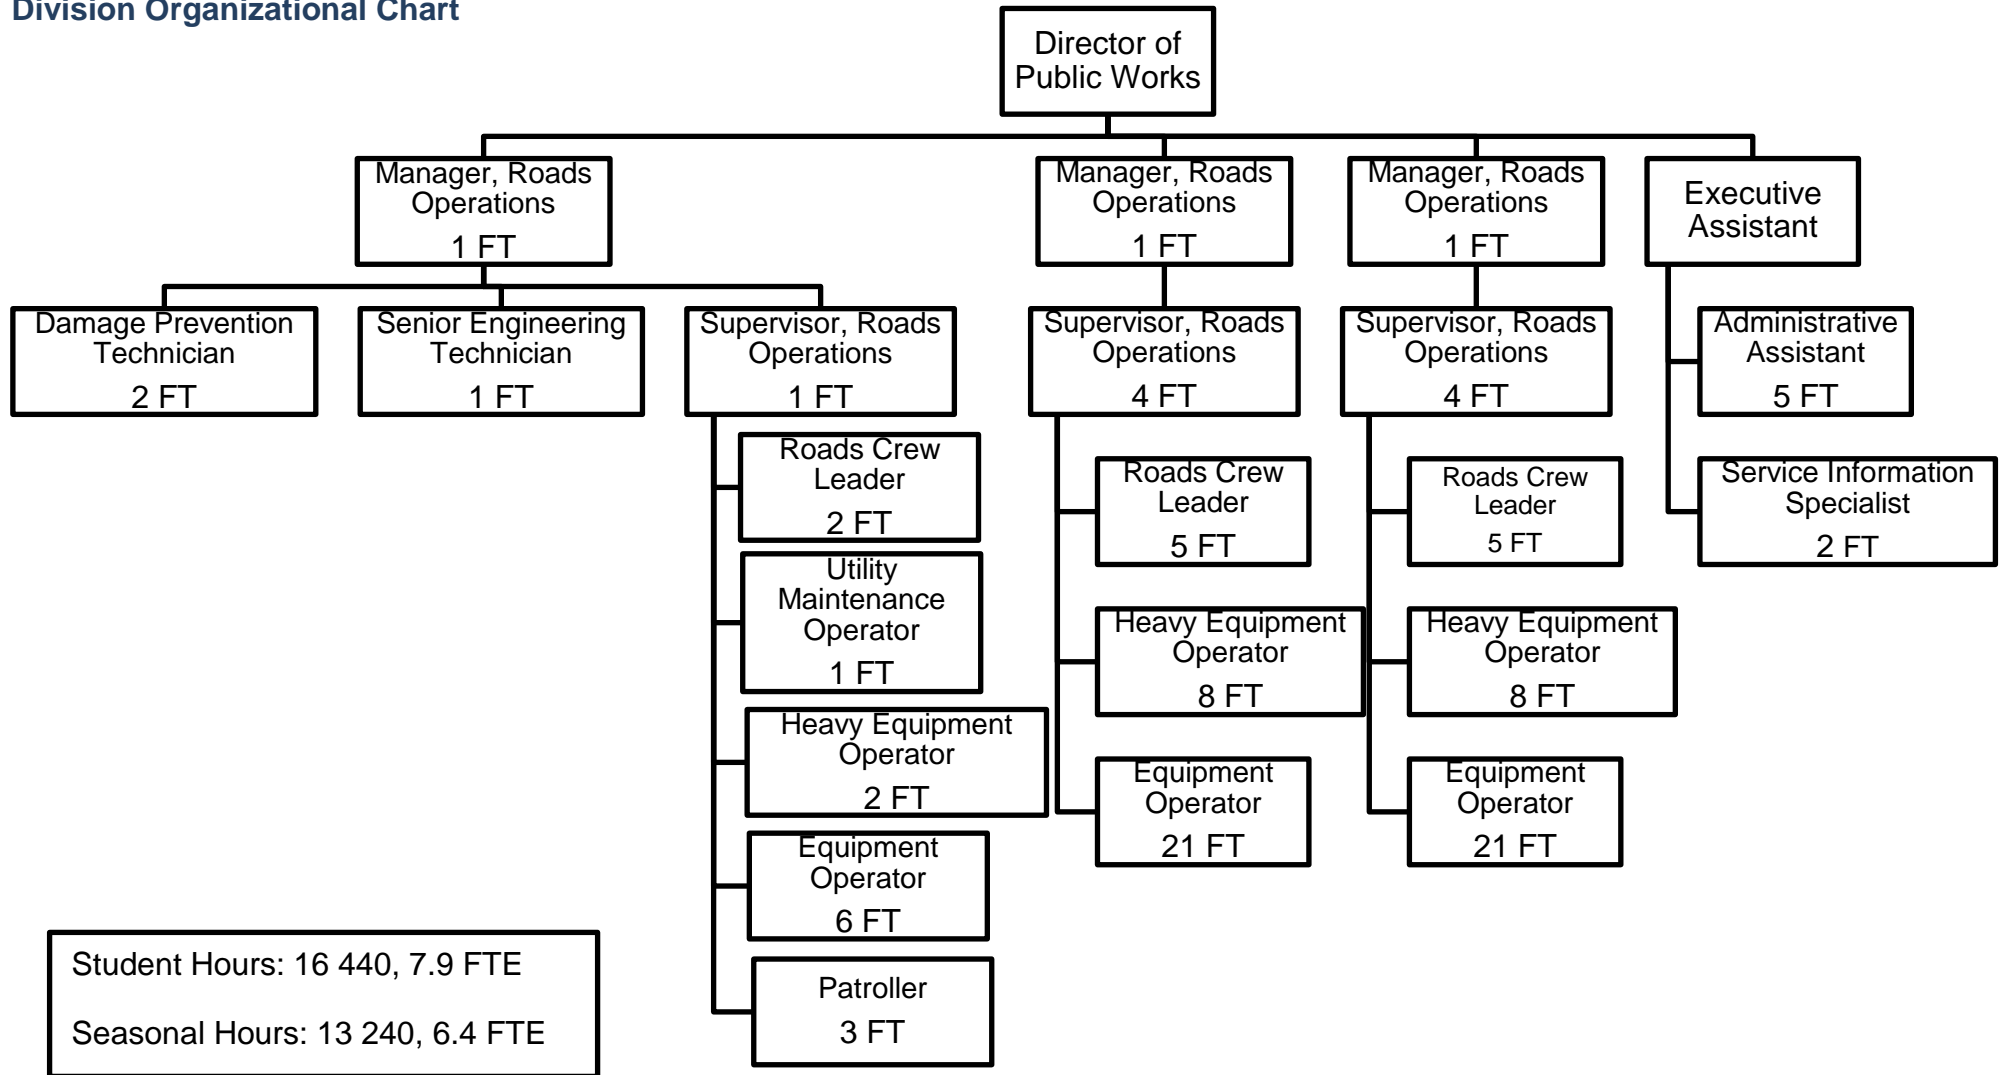 Division Organizational Chart
Director of
Public Works
Manager, Roads
Operations
1 FT
Manager, Roads
Operations
1 FT
Manager, Roads
Operations
1 FT
Executive
Assistant
Damage Prevention
Technician
2 FT
Senior Engineering
Technician
1 FT
Supervisor, Roads
Operations
1 FT
Supervisor, Roads
Operations
4 FT
Supervisor, Roads
Operations
4 FT
Administrative
Assistant
5 FT
Roads Crew
Leader
2 FT
Utility
Maintenance
Operator
1 FT
Heavy Equipment
Operator
2 FT
Equipment
Operator
6 FT
Patroller
3 FT
Roads Crew
Leader
5 FT
Heavy Equipment
Operator
8 FT
Equipment
Operator
21 FT
Roads Crew
Leader
5 FT
Heavy Equipment
Operator
8 FT
Equipment
Operator
21 FT
Service Information
Specialist
2 FT
Student Hours: 16 440, 7.9 FTE
Seasonal Hours: 13 240, 6.4 FTE